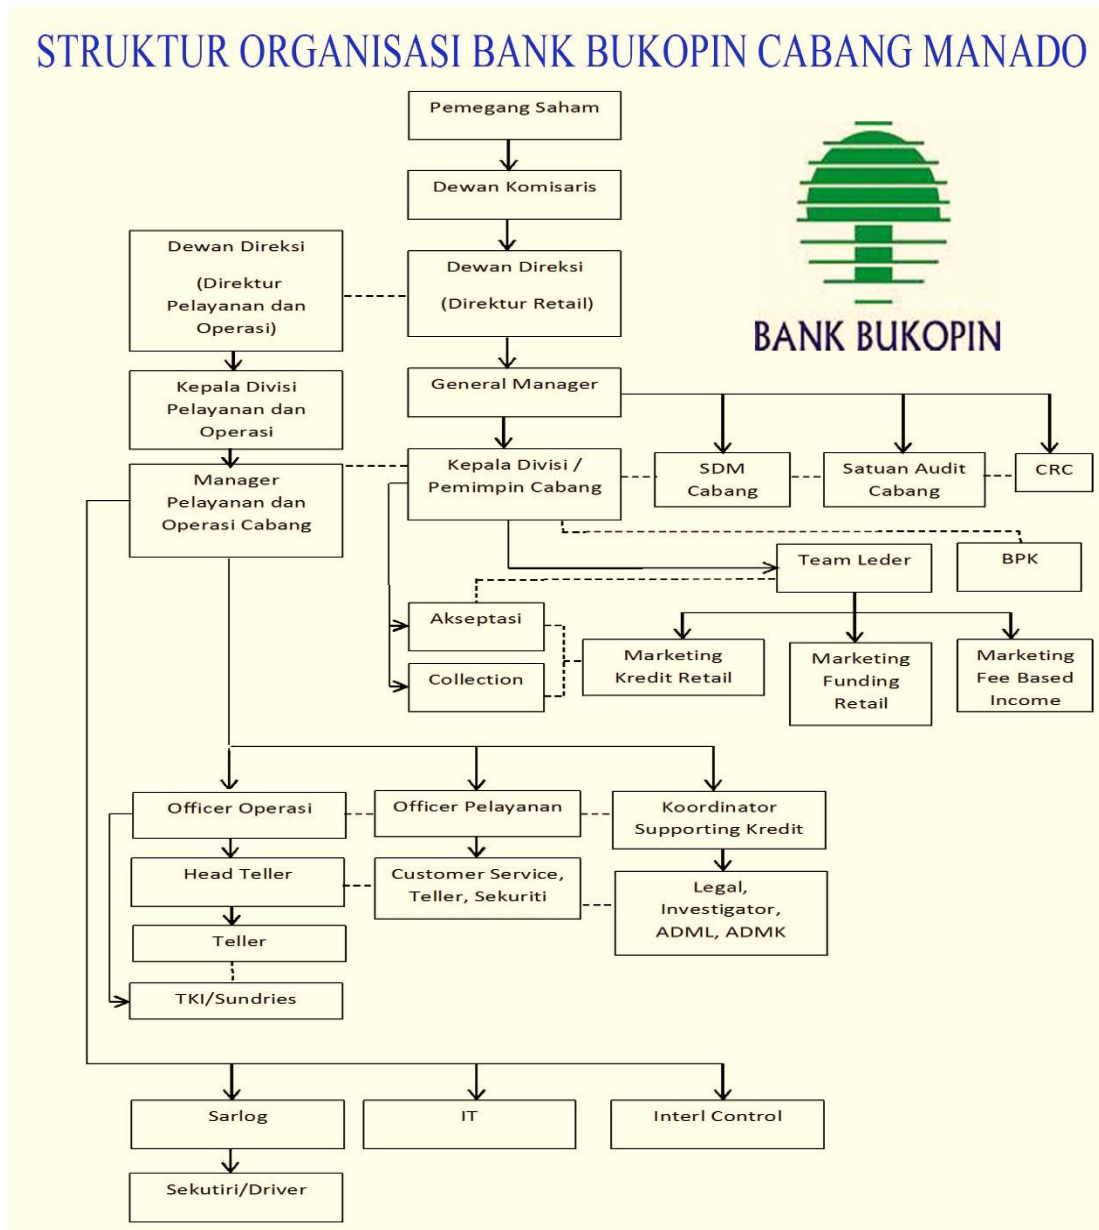 STRUKTUR ORGANISASI BANK BUKOPIN CABANG MANADO
Pemegang Saham
Dewan Komisaris
Dewan Direksi
(Direktur
Pelayanan dan
Operasi)
Dewan Direksi
(Direktur Retail)
BANK BUKOPIN
Kepala Divisi
Pelayanan dan
Operasi
General Manager
Manager
Pelayanan dan
Operasi Cabang
Kepala Divisi /
Pemimpin Cabang
SDM
Cabang
Satuan Audit
Cabang
CRC
Team Leder
BPK
Akseptasi
Collection
Marketing
Kredit Retail
Marketing
Funding
Retail
Marketing
Fee Based
Income
Officer Operasi
Officer Pelayanan
Koordinator
Supporting Kredit
Head Teller
Customer Service,
Teller, Sekuriti
Legal,
Investigator,
ADML, ADMK
Teller
TKI/Sundries
Sarlog
IT
Interl Control
Sekutiri/Driver